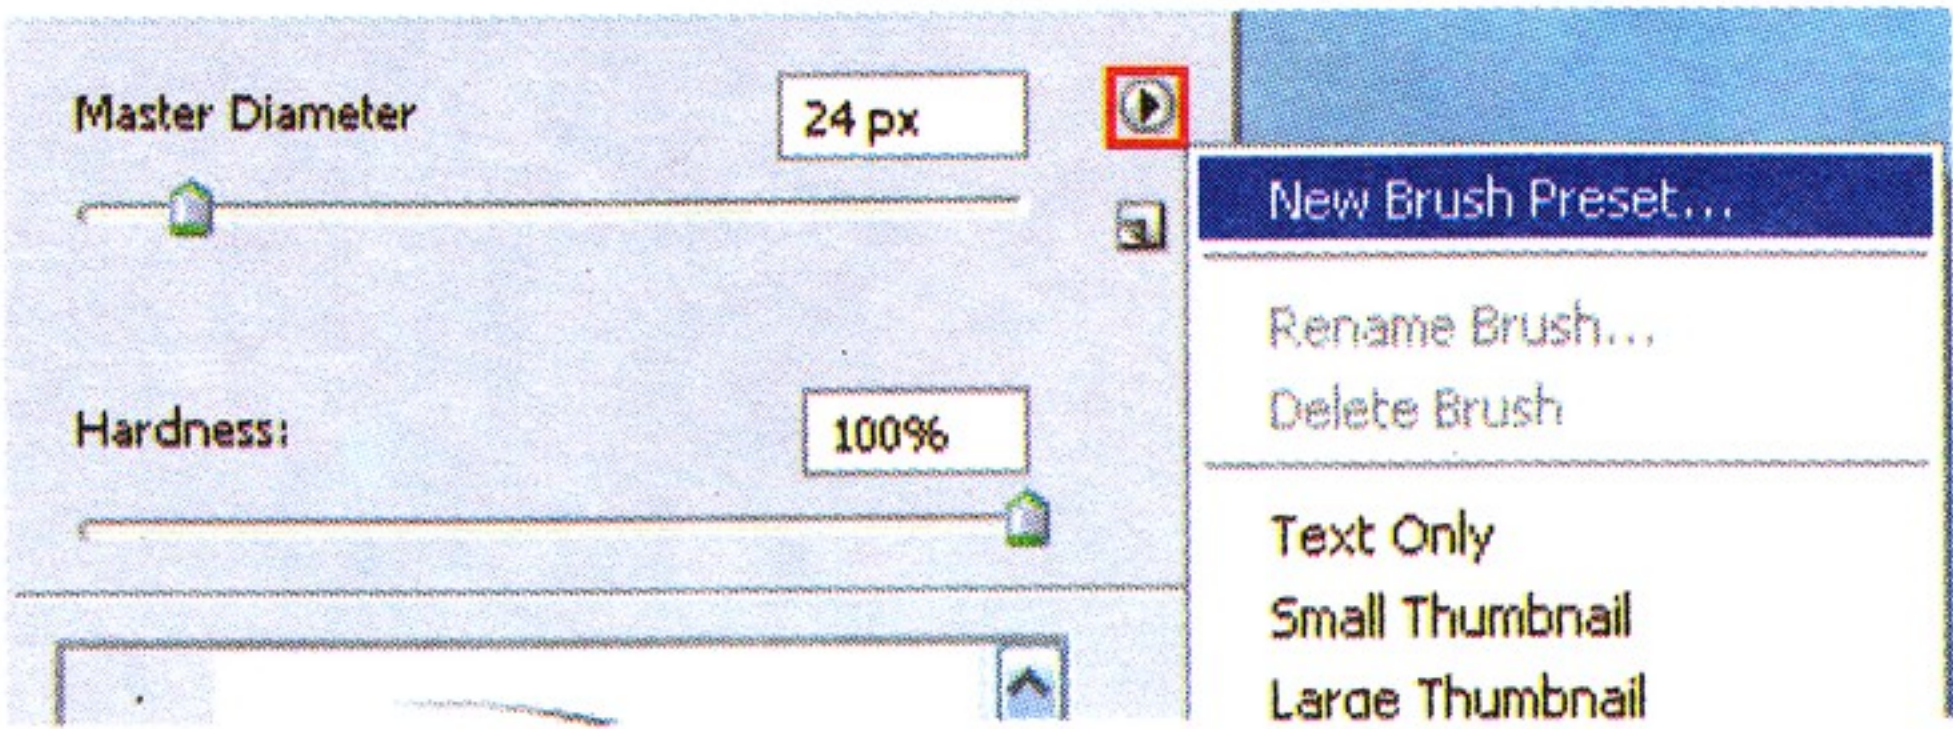 Master Diameter
24 px
Hardness:
100%
New Brush Preset...
Rename Brush...
Delete Brush
Text Only
Small Thumbnail
Large Thumbnail